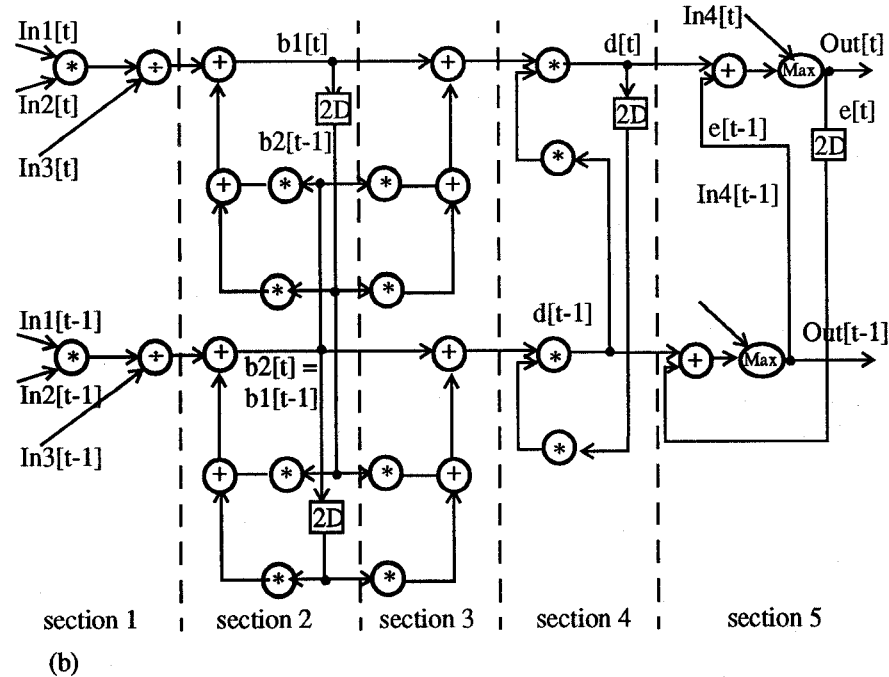 In1[t]
In2[t]
In3[t]
* ÷ + b1[t] + * d[t] + In4[t] Max Out[t]
2D 2D e[t-1] e[t]
2D
b2[t-1]
+ * * + *
In4[t-1]
* *
In1[t-1]
In2[t-1]
In3[t-1]
* ÷ + b2[t] =
b1[t-1]
+ d[t-1] * + Max Out[t-1]
+ * * + *
2D
* *
section 1 section 2 section 3 section 4 section 5
(b)